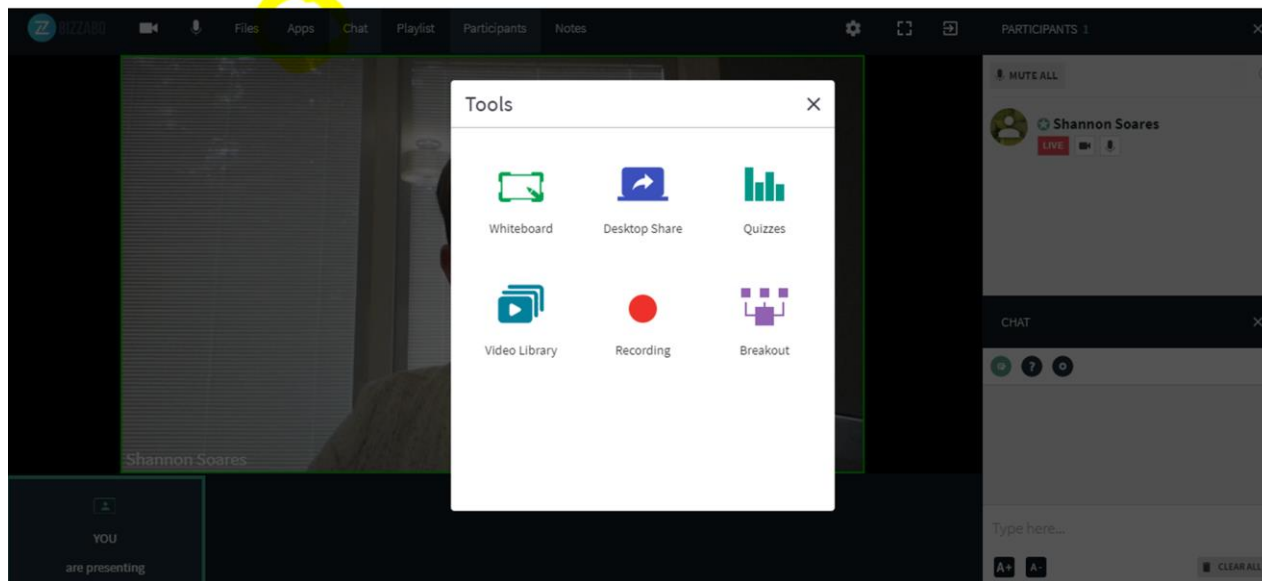 Z BIZZABO Files Apps Chat Playlist Participants Notes PARTICIPANTS 1
MUTE ALL
Shannon Soares
LIVE
Tools
Whiteboard Desktop Share Quizzes
Video Library Recording Breakout
Shannon Soares
YOU
are presenting
CHAT
?
Type here...
A+ A- CLEAR ALL